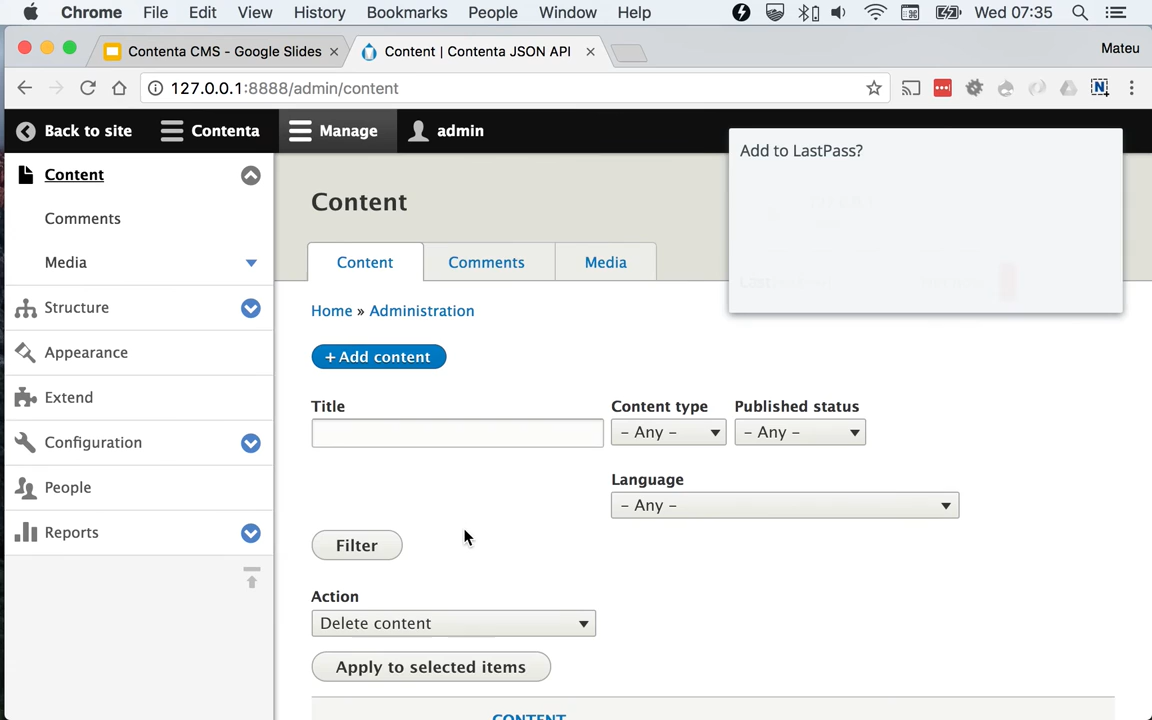 Chrome File Edit View History Bookmarks People Window Help Wed 07:35
Contenta CMS - Google Slides Content | Contenta JSON API Mateu
127.0.0.1:8888/admin/content
Back to site Contenta Manage admin
Add to LastPass?
Content
Comments
Media
Structure
Appearance
Extend
Configuration
People
Reports
Content
Content Comments Media
Home » Administration
+ Add content
Title Content type Published status
– Any – – Any –
Language
– Any –
Filter
Action
Delete content
Apply to selected items
CONTENT